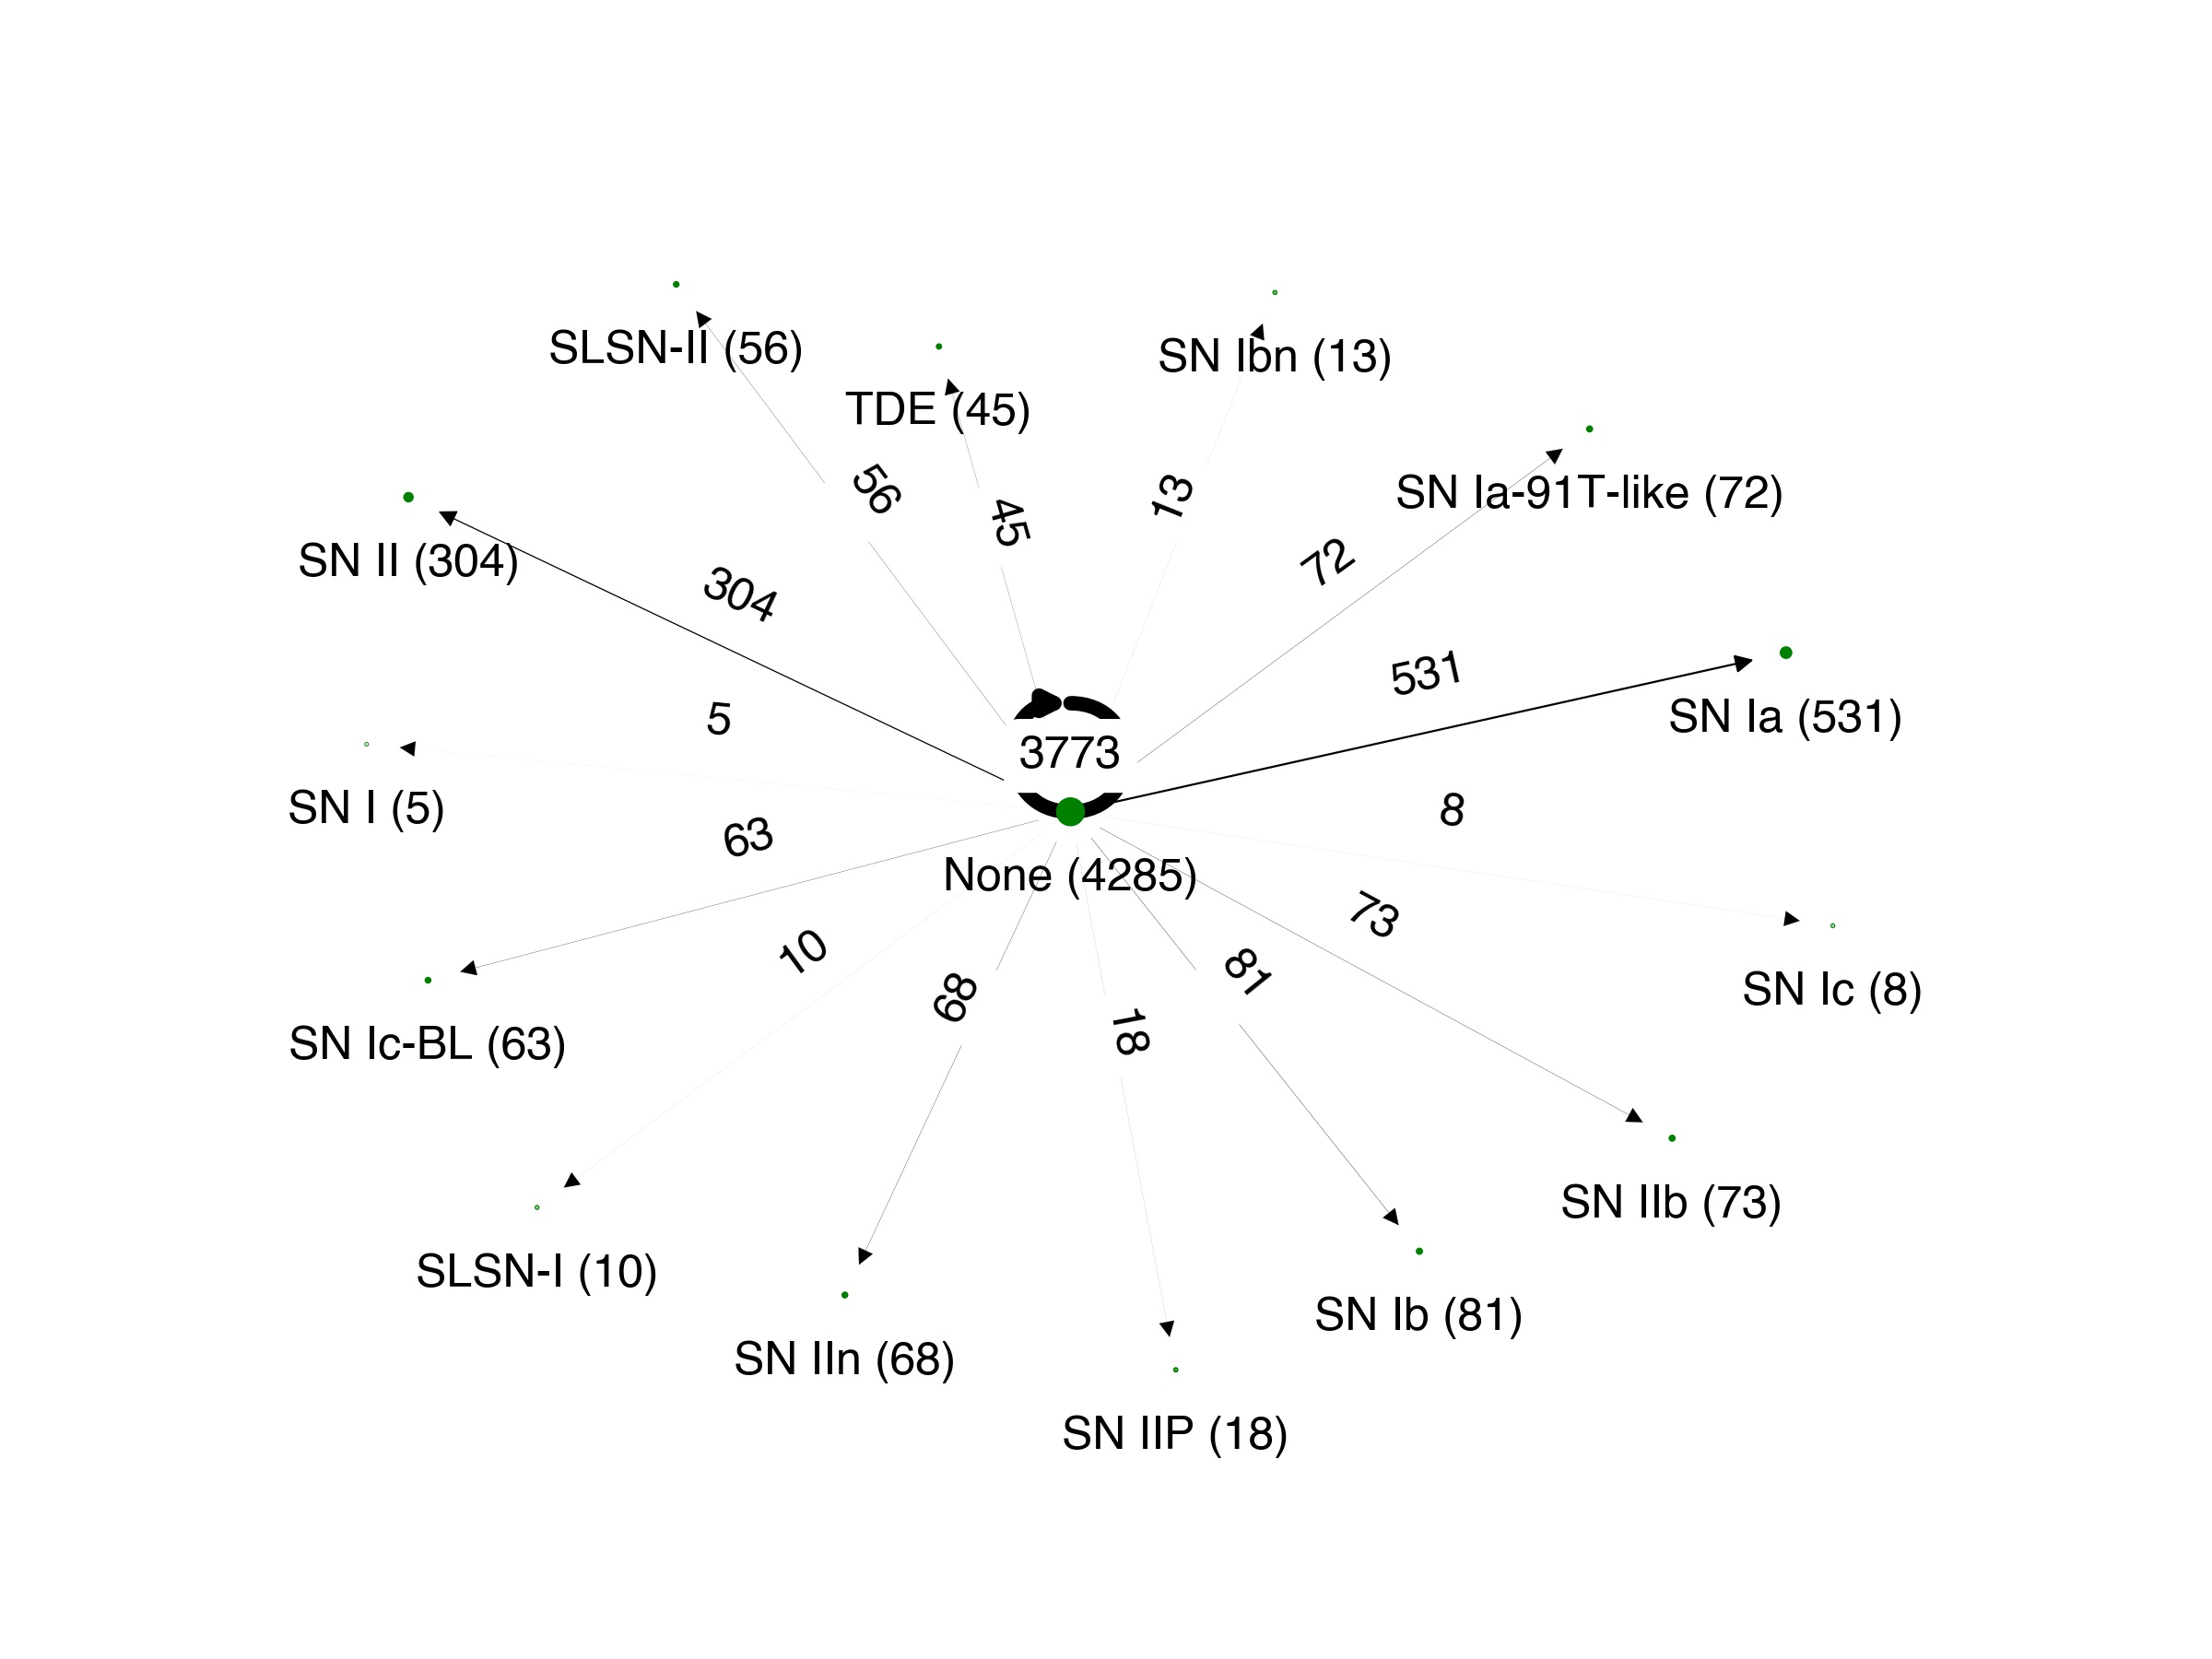 SLSN-II (56)
TDE (45)
SN Ibn (13)
SN Ia-91T-like (72)
56
45
13
SN II (304)
72
304
531
5
SN Ia (531)
3773
SN I (5)
63
8
None (4285)
73
10
81
SN Ic (8)
68
18
SN Ic-BL (63)
SN IIb (73)
SLSN-I (10)
SN Ib (81)
SN IIn (68)
SN IIP (18)